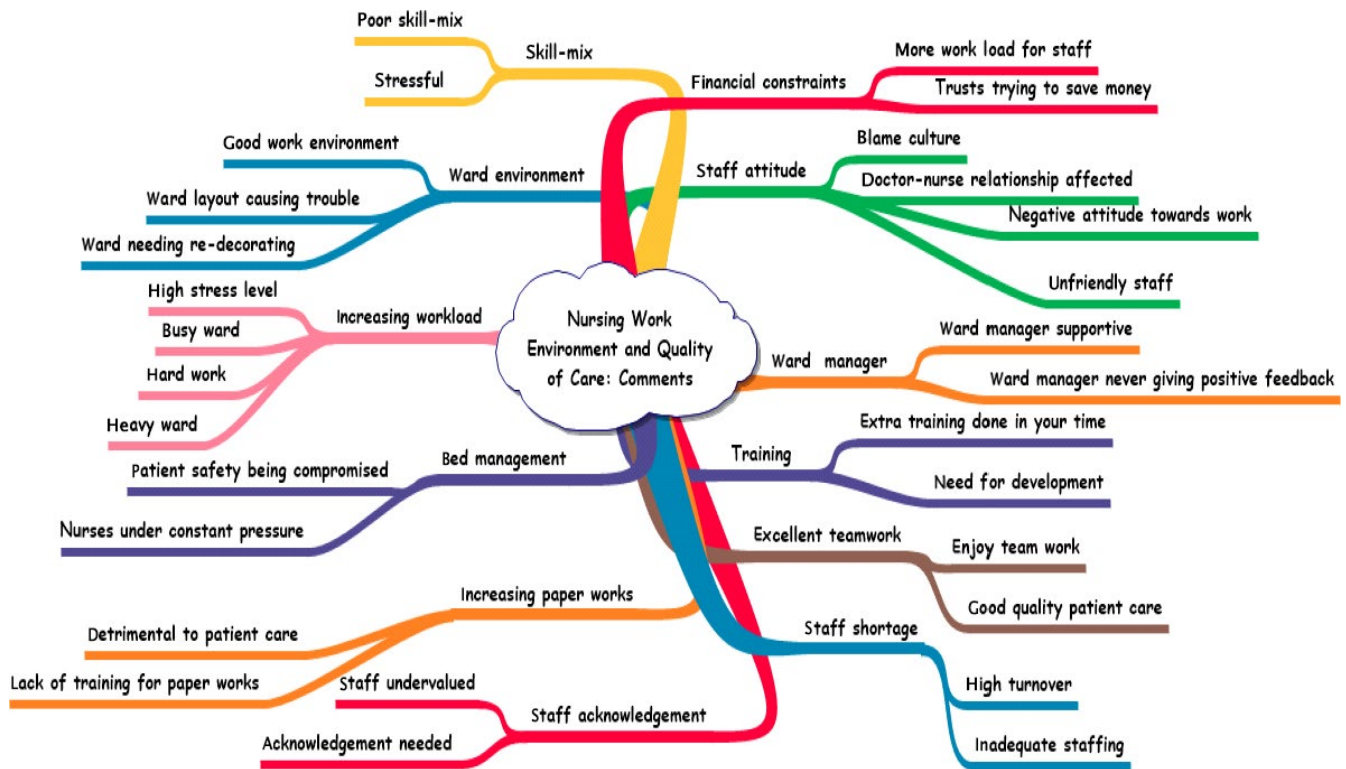 Poor skill-mix
Skill-mix
Stressful
Financial constraints
More work load for staff
Trusts trying to save money
Good work environment
Ward environment
Ward layout causing trouble
Ward needing re-decorating
Staff attitude
Blame culture
Doctor-nurse relationship affected
Negative attitude towards work
Unfriendly staff
High stress level
Increasing workload
Busy ward
Hard work
Heavy ward
Nursing Work
Environment and Quality
of Care: Comments
Ward manager
Ward manager supportive
Ward manager never giving positive feedback
Patient safety being compromised
Bed management
Nurses under constant pressure
Training
Extra training done in your time
Need for development
Excellent teamwork
Enjoy team work
Good quality patient care
Increasing paper works
Detrimental to patient care
Lack of training for paper works
Staff shortage
High turnover
Inadequate staffing
Staff undervalued
Staff acknowledgement
Acknowledgement needed